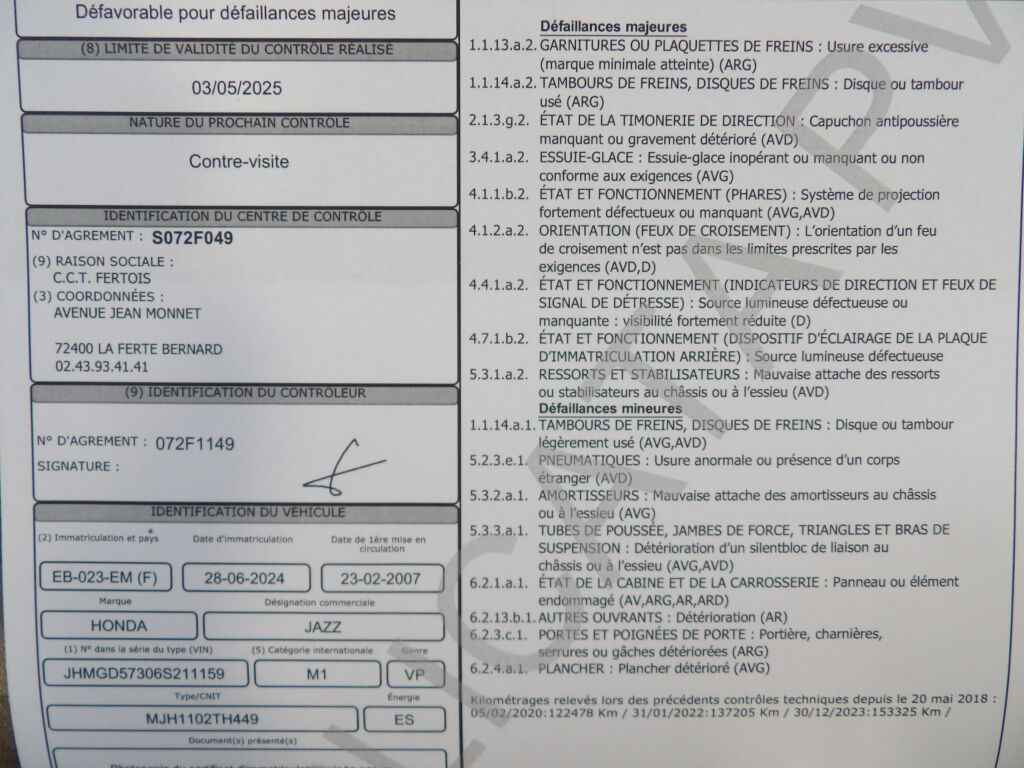 Défavorable pour défaillances majeures
(8) LIMITE DE VALIDITÉ DU CONTRÔLE RÉALISÉ
03/05/2025
NATURE DU PROCHAIN CONTRÔLE
Contre-visite
IDENTIFICATION DU CENTRE DE CONTRÔLE
N° D'AGREMENT : S072F049
(9) RAISON SOCIALE :
C.C.T. FERTOIS
(3) COORDONNÉES :
AVENUE JEAN MONNET
72400 LA FERTE BERNARD
02.43.93.41.41
(9) IDENTIFICATION DU CONTROLEUR
N° D'AGREMENT : 072F1149
SIGNATURE :
IDENTIFICATION DU VÉHICULE
(2) Immatriculation et pays
Date d'immatriculation
Date de 1ère mise en
circulation
EB-023-EM (F)
28-06-2024
23-02-2007
Marque
Désignation commerciale
HONDA
JAZZ
(1) N° dans la série du type (VIN)
(5) Catégorie internationale
Genre
JHMGD57306S211159
M1
VP
Type/CNIT
Énergie
MJH1102TH449
ES
Document(s) présenté(s)
Défaillances majeures
1.1.13.a.2. GARNITURES OU PLAQUETTES DE FREINS : Usure excessive
(marque minimale atteinte) (ARG)
1.1.14.a.2. TAMBOURS DE FREINS, DISQUES DE FREINS : Disque ou tambour
usé (ARG)
2.1.3.g.2. ÉTAT DE LA TIMONERIE DE DIRECTION : Capuchon antipoussière
manquant ou gravement détérioré (AVD)
3.4.1.a.2. ESSUIE-GLACE : Essuie-glace inopérant ou manquant ou non
conforme aux exigences (AVG)
4.1.1.b.2. ÉTAT ET FONCTIONNEMENT (PHARES) : Système de projection
fortement défectueux ou manquant (AVG,AVD)
4.1.2.a.2. ORIENTATION (FEUX DE CROISEMENT) : L'orientation d'un feu
de croisement n'est pas dans les limites prescrites par les
exigences (AVD,D)
4.4.1.a.2. ÉTAT ET FONCTIONNEMENT (INDICATEURS DE DIRECTION ET FEUX DE
SIGNAL DE DÉTRESSE) : Source lumineuse défectueuse ou
manquante : visibilité fortement réduite (D)
4.7.1.b.2. ÉTAT ET FONCTIONNEMENT (DISPOSITIF D'ÉCLAIRAGE DE LA PLAQUE
D'IMMATRICULATION ARRIÈRE) : Source lumineuse défectueuse
5.3.1.a.2. RESSORTS ET STABILISATEURS : Mauvaise attache des ressorts
ou stabilisateurs au châssis ou à l'essieu (AVD)
Défaillances mineures
1.1.14.a.1. TAMBOURS DE FREINS, DISQUES DE FREINS : Disque ou tambour
légèrement usé (AVG,AVD)
5.2.3.e.1. PNEUMATIQUES : Usure anormale ou présence d'un corps
étranger (AVD)
5.3.2.a.1. AMORTISSEURS : Mauvaise attache des amortisseurs au châssis
ou à l'essieu (AVG)
5.3.3.a.1. TUBES DE POUSSÉE, JAMBES DE FORCE, TRIANGLES ET BRAS DE
SUSPENSION : Détérioration d'un silentbloc de liaison au
châssis ou à l'essieu (AVG,AVD)
6.2.1.a.1. ÉTAT DE LA CABINE ET DE LA CARROSSERIE : Panneau ou élément
endommagé (AV,ARG,AR,ARD)
6.2.13.b.1. AUTRES OUVRANTS : Détérioration (AR)
6.2.3.c.1. PORTES ET POIGNÉES DE PORTE : Portière, charnières,
serrures ou gâches détériorées (ARG)
6.2.4.a.1. PLANCHER : Plancher détérioré (AVG)
Kilométrages relevés lors des précédents contrôles techniques depuis le 20 mai 2018 :
05/02/2020:122478 Km / 31/01/2022:137205 Km / 30/12/2023:153325 Km /